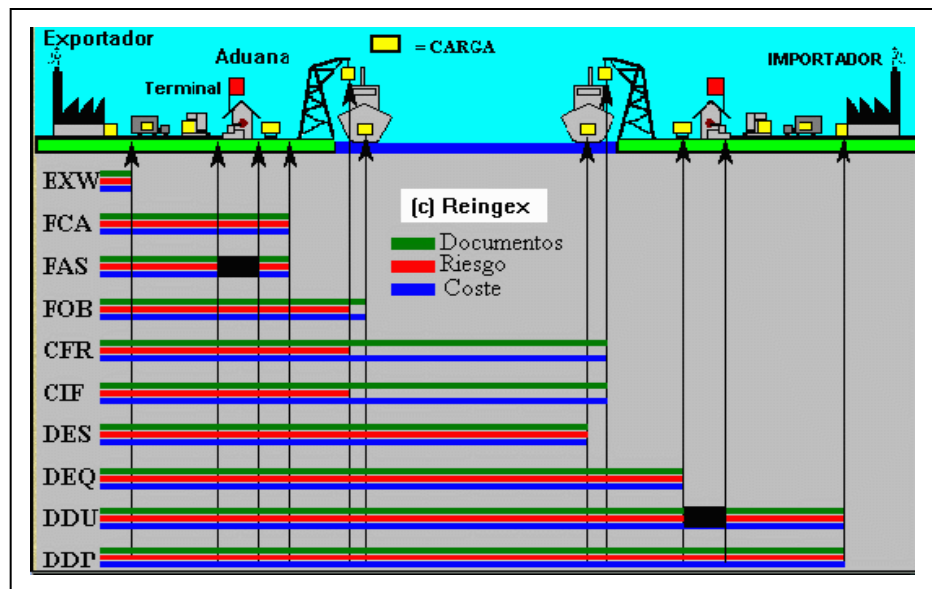 Exportador
= CARGA
Aduana
IMPORTADOR
Terminal
EXW
(c) Reingex
FCA
Documentos
FAS
Riesgo
Coste
FOB
CFR
CIF
DES
DEQ
DDU
DDP